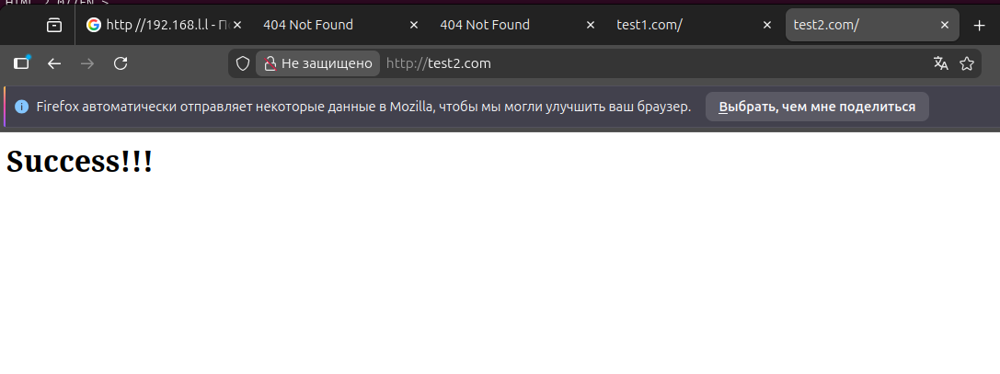 http //192.168.l.l - По
404 Not Found
404 Not Found
test1.com/
test2.com/
Не защищено
http://test2.com
Firefox автоматически отправляет некоторые данные в Mozilla, чтобы мы могли улучшить ваш браузер.
Выбрать, чем мне поделиться
Success!!!